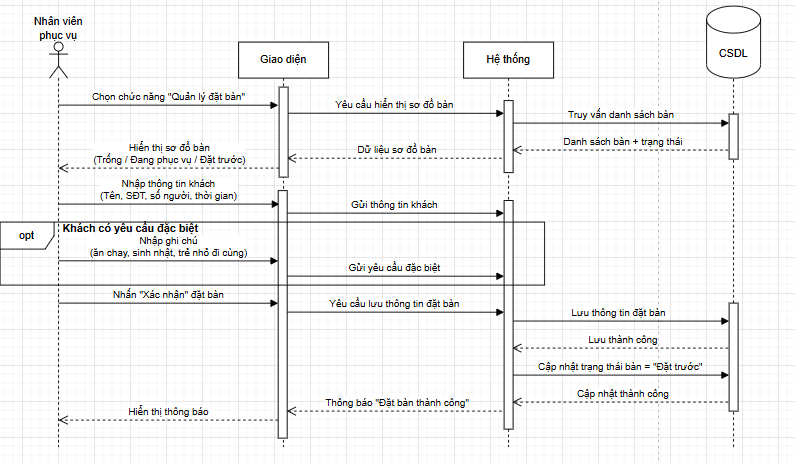 Nhân viên
phục vụ
Giao diện
Hệ thống
CSDL
Chọn chức năng "Quản lý đặt bàn"
Yêu cầu hiển thị sơ đồ bàn
Truy vấn danh sách bàn
Danh sách bàn + trạng thái
Dữ liệu sơ đồ bàn
Hiển thị sơ đồ bàn
(Trống / Đang phục vụ / Đặt trước)
Nhập thông tin khách
(Tên, SĐT, số người, thời gian)
Gửi thông tin khách
opt
Khách có yêu cầu đặc biệt
Nhập ghi chú
(ăn chay, sinh nhật, trẻ nhỏ đi cùng)
Gửi yêu cầu đặc biệt
Nhấn "Xác nhận" đặt bàn
Yêu cầu lưu thông tin đặt bàn
Lưu thông tin đặt bàn
Lưu thành công
Cập nhật trạng thái bàn = "Đặt trước"
Cập nhật thành công
Thông báo "Đặt bàn thành công"
Hiển thị thông báo